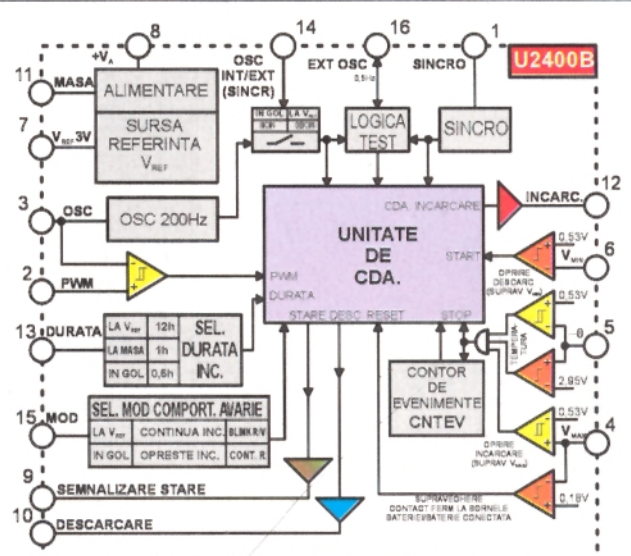 8
14
16
1
+VA
OSC
INT/EXT
(SINCR)
EXT OSC
0,5Hz
SINCRO
U2400B
11
MASA
ALIMENTARE
7
VREF 3V
SURSA
REFERINTA
VREF
IN GOL
LA VREF
LOGICA
TEST
SINCRO
3
OSC
OSC 200Hz
CDA. INCARCARE
INCARC.
12
UNITATE
DE
CDA.
START
0,53V
VMIN
6
OPRIRE
DESCARC
2
PWM
PWM
DURATA
0,53V
TEMPERA-
TURA
5
2,95V
13
DURATA
LA VREF
12h
LA MASA
1h
IN GOL
0,5h
SEL.
DURATA
INC.
STARE
DESC
RESET
STOP
CONTOR
DE
EVENIMENTE
CNTEV
0,53V
VMAX
4
OPRIRE
INCARCARE
15
MOD
SEL. MOD COMPORT. AVARIE
LA VREF
CONTINUA INC.
BLINK R/V
IN GOL
OPRESTE INC.
CONT. R
0,18V
SUPRAVEGHERE
CONTACT FERM LA BORNELE
BATERIEI/BATERIE CONECTATA
9
SEMNALIZARE STARE
10
DESCARCARE